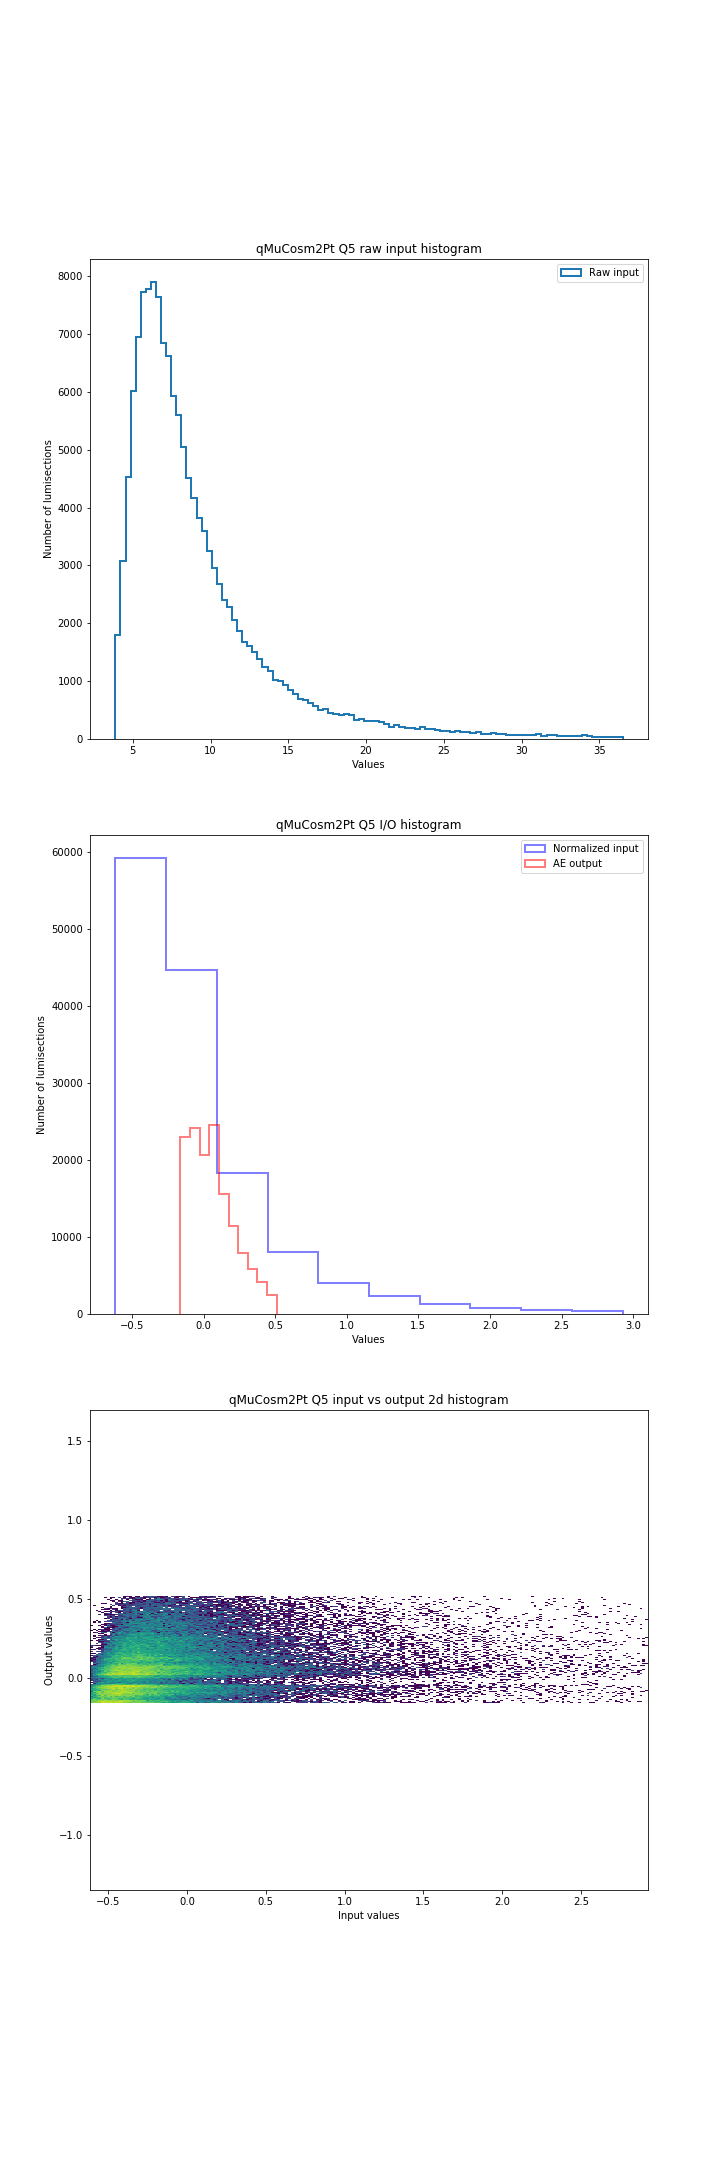 qMuCosm2Pt Q5 raw input histogram
Raw input
8000
7000
6000
5000
4000
3000
2000
1000
0
Number of lumisections
5 10 15 20 25 30 35
Values
qMuCosm2Pt Q5 I/O histogram
Normalized input
AE output
60000
50000
40000
30000
20000
10000
0
Number of lumisections
−0.5 0.0 0.5 1.0 1.5 2.0 2.5 3.0
Values
qMuCosm2Pt Q5 input vs output 2d histogram
1.5
1.0
0.5
0.0
−0.5
−1.0
Output values
−0.5 0.0 0.5 1.0 1.5 2.0 2.5
Input values